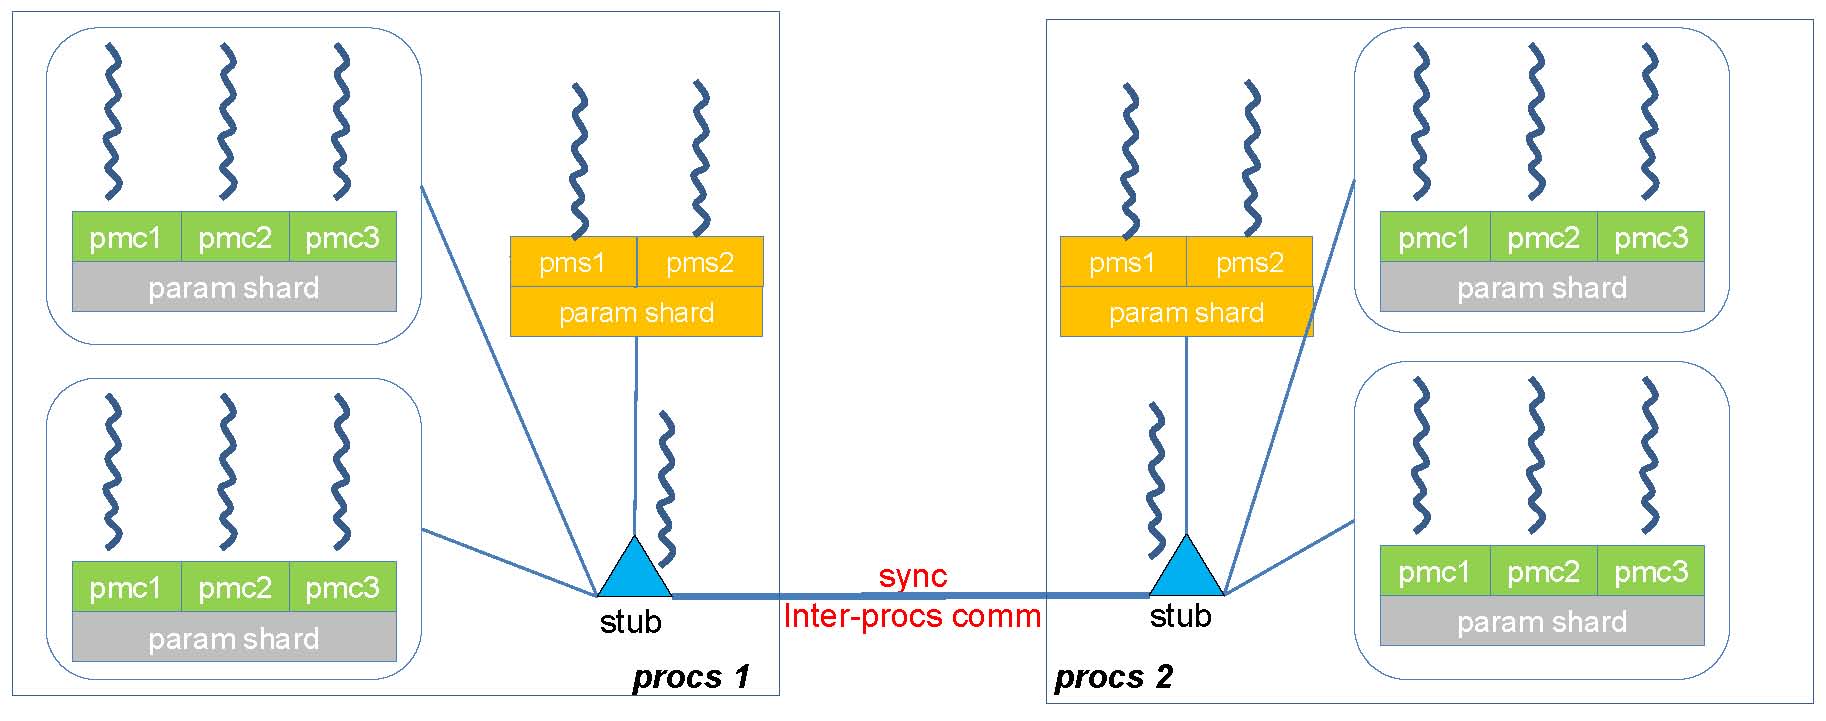 pmc1 pmc2 pmc3
param shard
pms1 pms2
param shard
pmc1 pmc2 pmc3
param shard
stub
procs 1
sync
Inter-procs comm
pms1 pms2
param shard
pmc1 pmc2 pmc3
param shard
pmc1 pmc2 pmc3
param shard
stub
procs 2